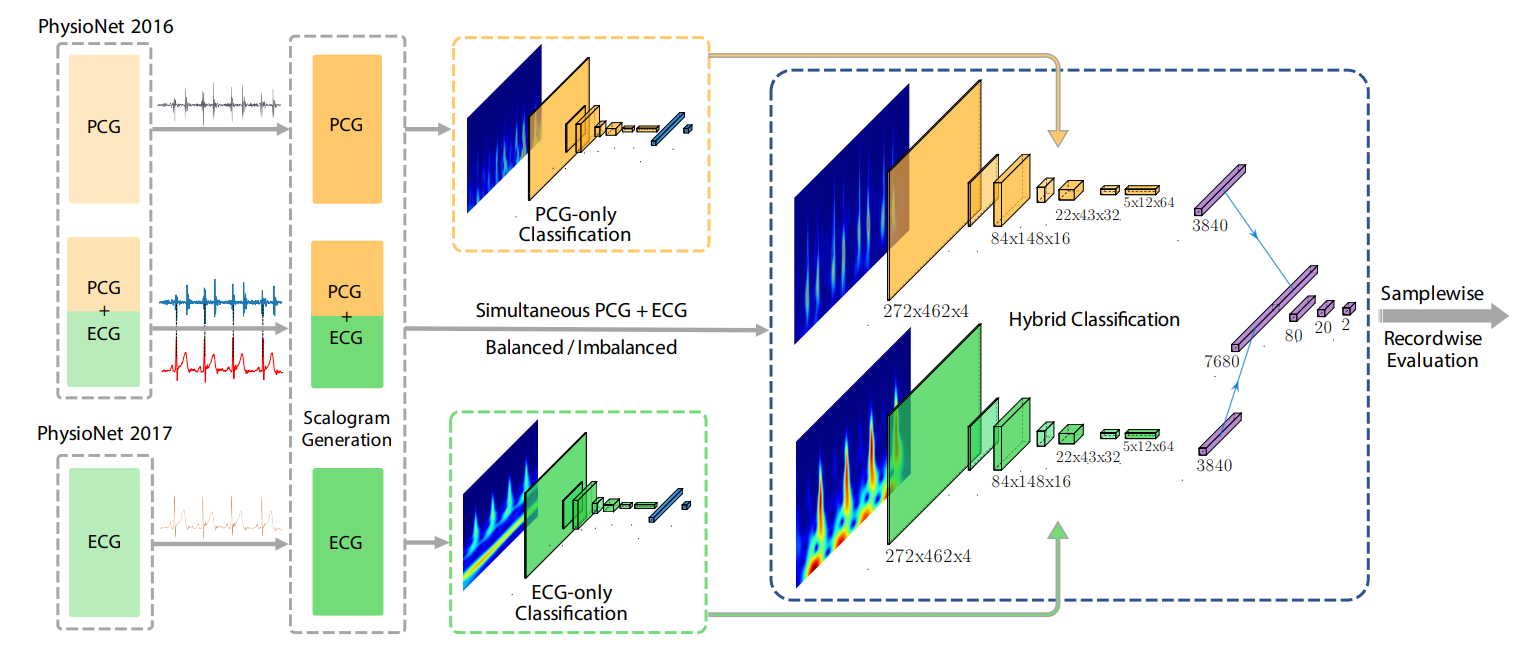 PhysioNet 2016
PCG
PCG
+
ECG
PhysioNet 2017
ECG
PCG
PCG
+
ECG
Scalogram
Generation
ECG
PCG-only
Classification
Simultaneous PCG + ECG
Balanced / Imbalanced
ECG-only
Classification
272x462x4
84x148x16
22x43x32
5x12x64
3840
Hybrid Classification
7680
80
20
2
272x462x4
84x148x16
22x43x32
5x12x64
3840
Samplewise
Recordwise
Evaluation